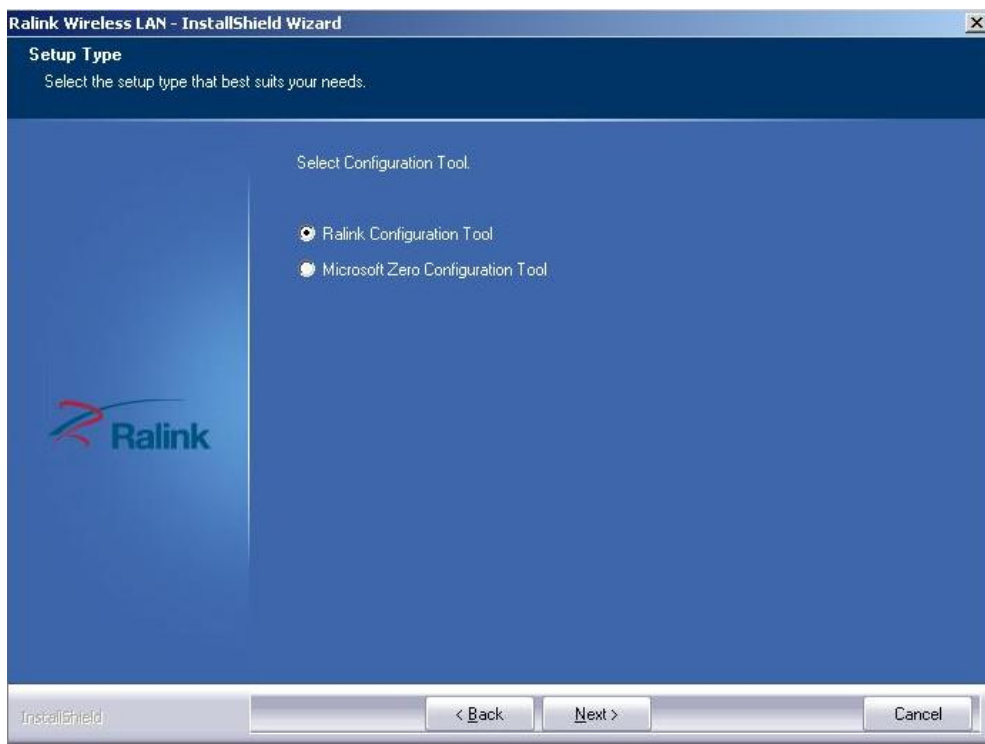 Ralink Wireless LAN - InstallShield Wizard
Setup Type
Select the setup type that best suits your needs.
Select Configuration Tool.
Ralink Configuration Tool
Microsoft Zero Configuration Tool
Ralink
InstallShield
< Back
Next >
Cancel